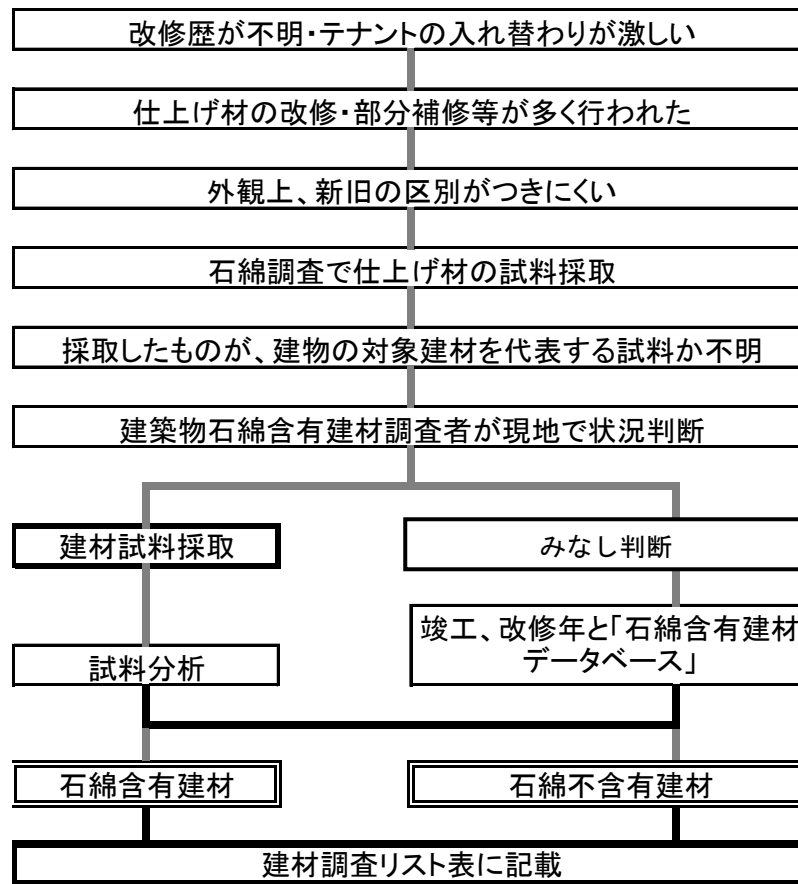 改修歴が不明・テナントの入れ替わりが激しい
仕上げ材の改修・部分補修等が多く行われた
外観上、新旧の区別がつきにくい
石綿調査で仕上げ材の試料採取
採取したものが、建物の対象建材を代表する試料か不明
建築物石綿含有建材調査者が現地で状況判断
建材試料採取
みなし判断
試料分析
竣工、改修年と「石綿含有建材
データベース」
石綿含有建材
石綿不含有建材
建材調査リスト表に記載